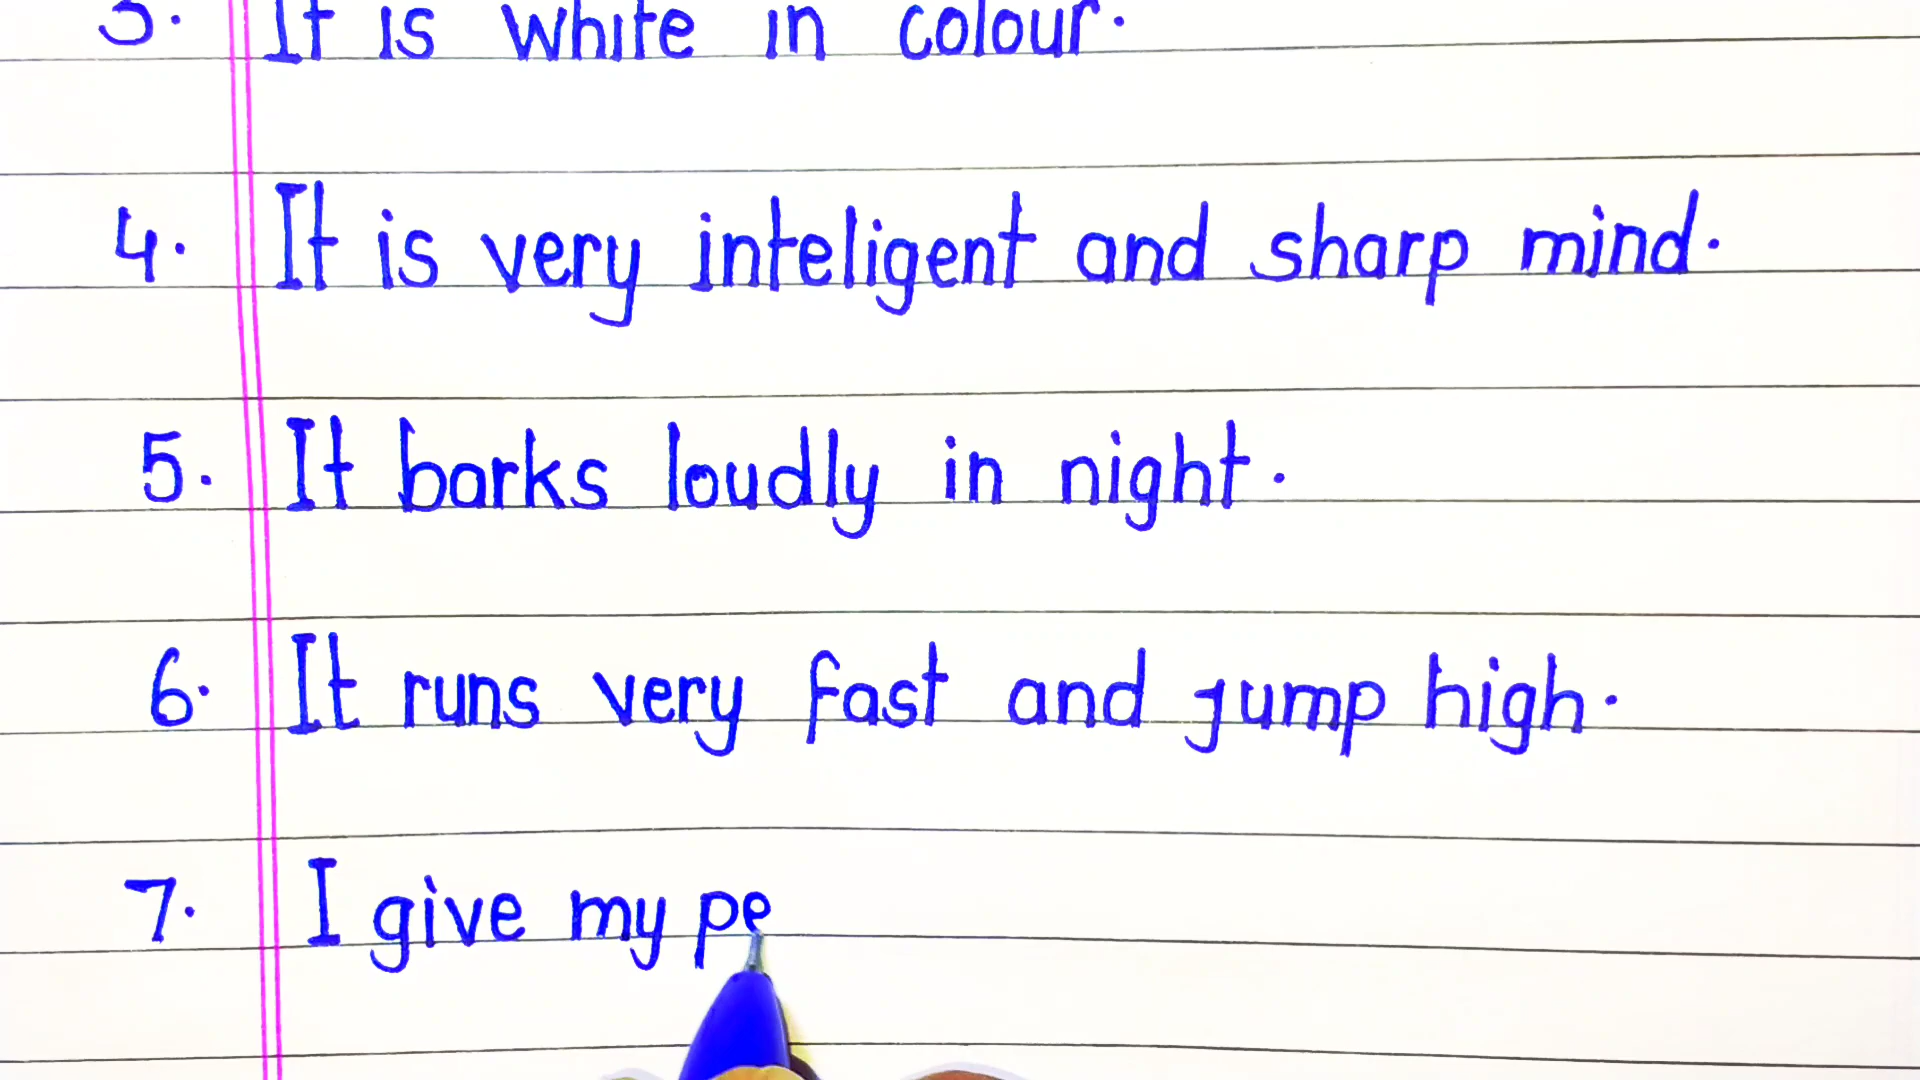 3. It is white in colour.
4. It is very inteligent and sharp mind.
5. It barks loudly in night.
6. It runs very fast and jump high.
7. I give my pe